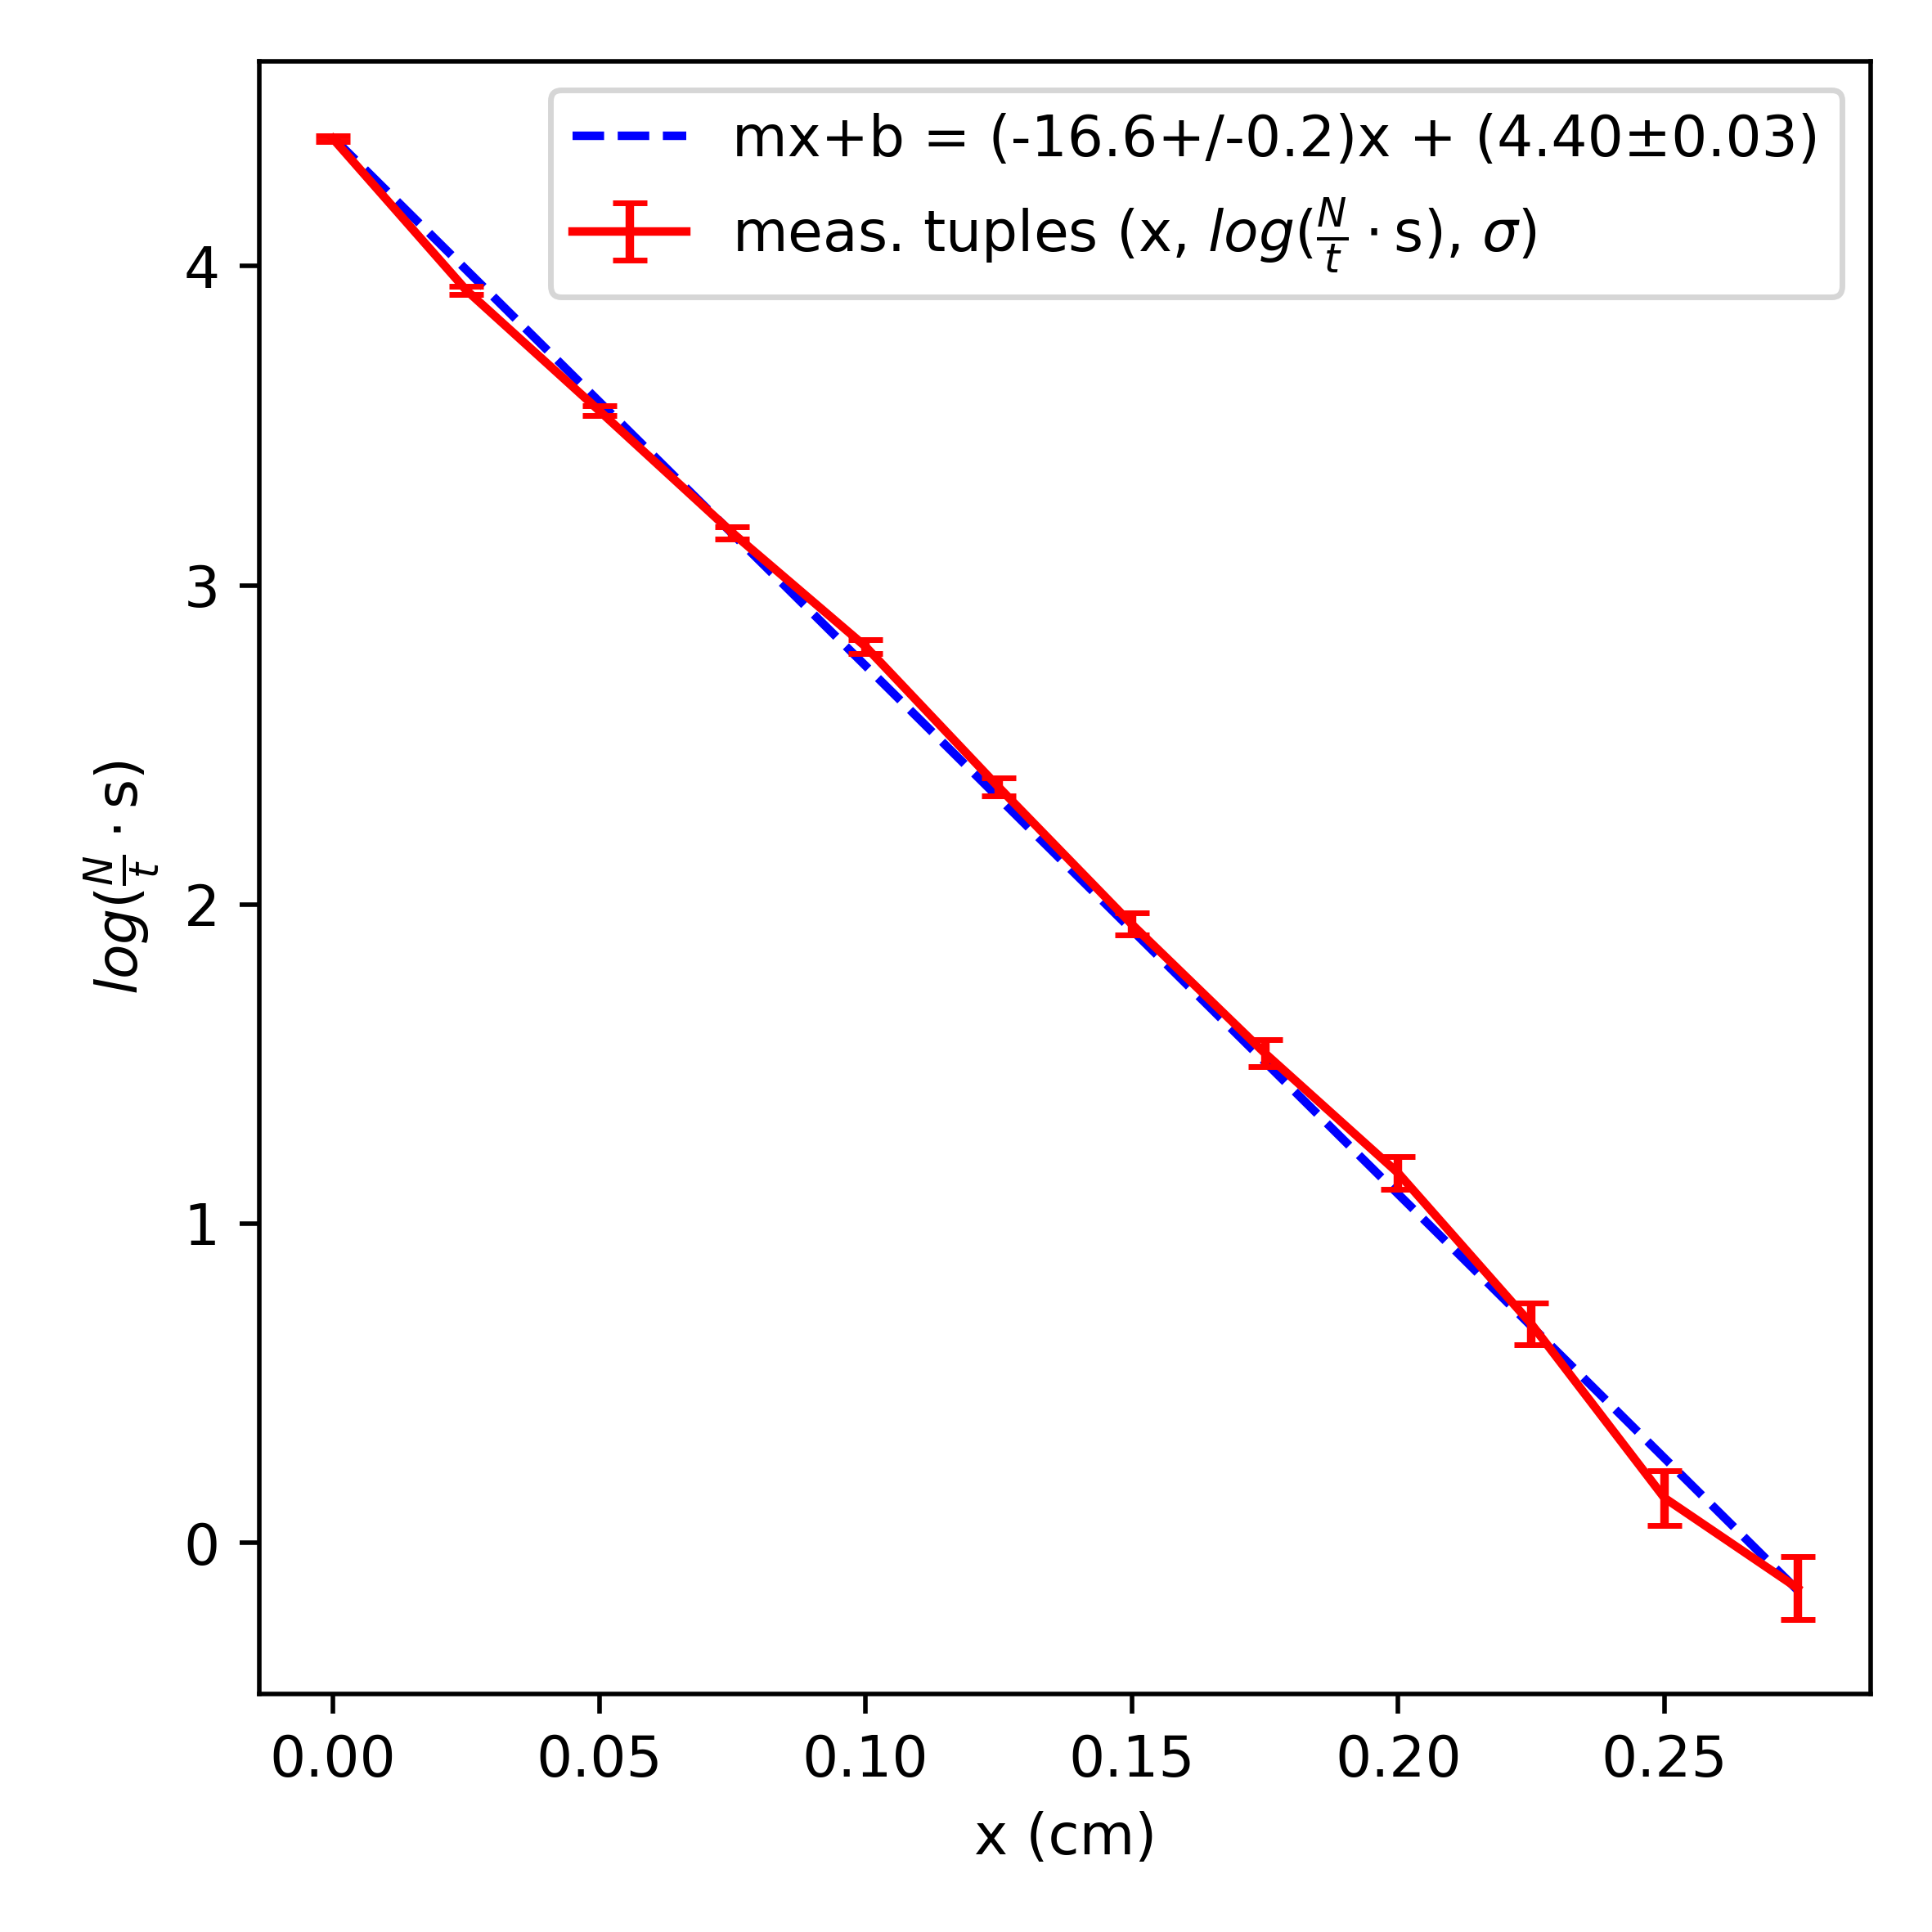 mx+b = (-16.6+/-0.2)x + (4.40±0.03)
meas. tuples (x, log(N/t · s), σ)
4
3
2
1
0
log(N/t · s)
0.00 0.05 0.10 0.15 0.20 0.25
x (cm)